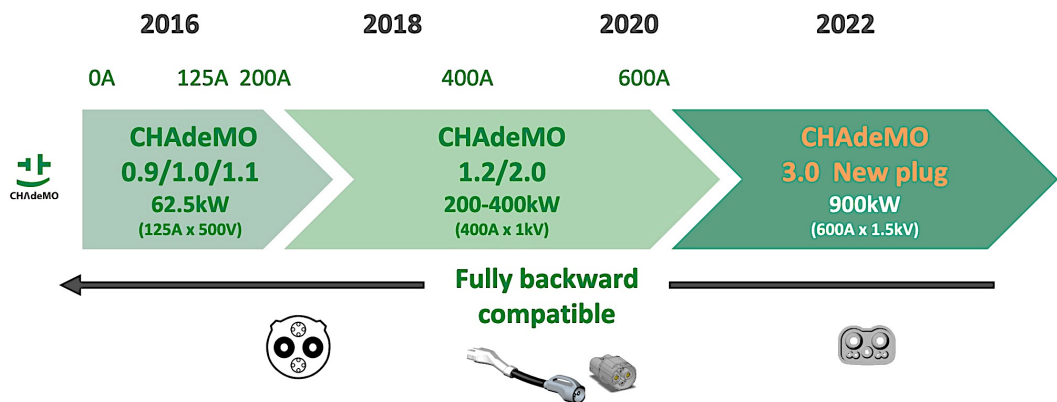 2016 2018 2020 2022
0A 125A 200A 400A 600A
CHAdeMO
0.9/1.0/1.1
62.5kW
(125A x 500V)
CHAdeMO
1.2/2.0
200-400kW
(400A x 1kV)
CHAdeMO
3.0 New plug
900kW
(600A x 1.5kV)
CHΛdeMO
Fully backward
compatible